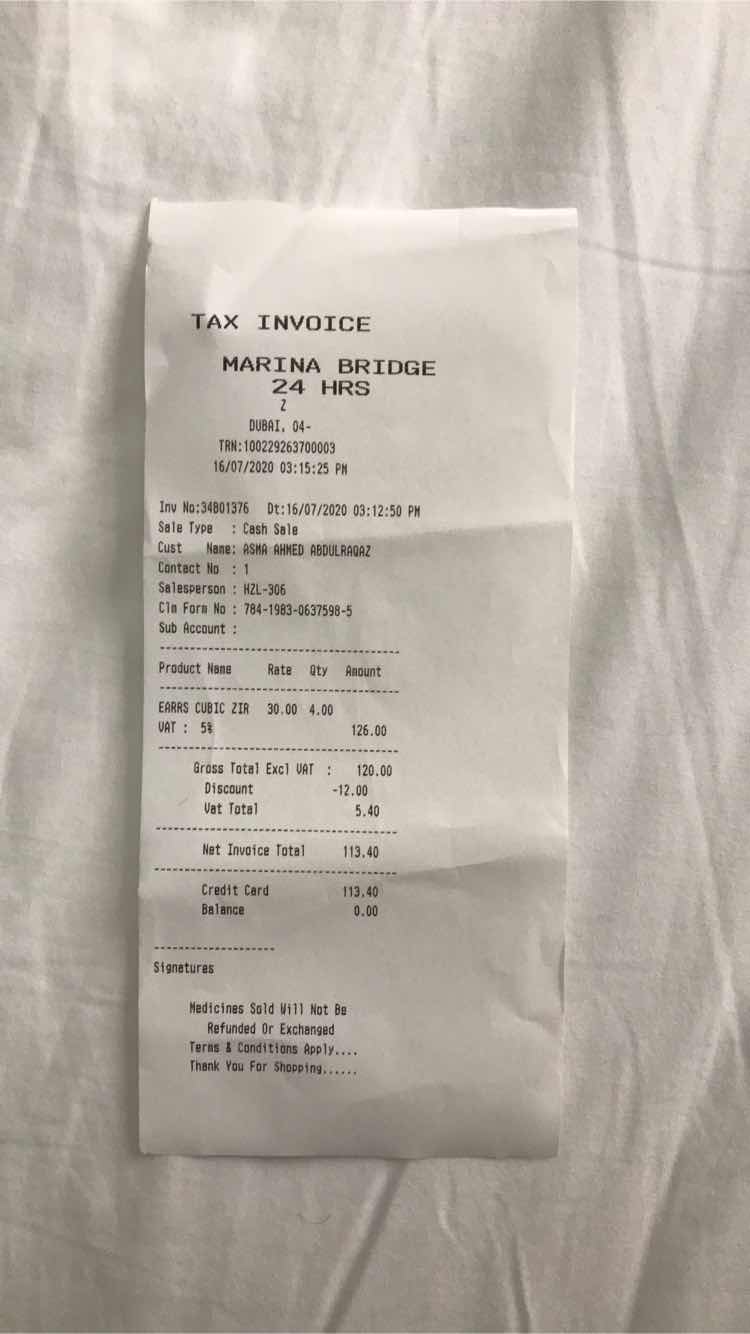 TAX INVOICE
MARINA BRIDGE
24 HRS
Z
DUBAI, 04-
TRN:100229263700003
16/07/2020 03:15:25 PM
Inv No:34B01376 Dt:16/07/2020 03:12:50 PM
Sale Type : Cash Sale
Cust Name: ASMA AHMED ABDULRAQAZ
Contact No : 1
Salesperson : HZL-306
Clm Form No : 784-1983-0637598-5
Sub Account :
Product Name Rate Qty Amount
EARRS CUBIC ZIR 30.00 4.00
VAT : 5% 126.00
Gross Total Excl VAT : 120.00
Discount -12.00
Vat Total 5.40
Net Invoice Total 113.40
Credit Card 113.40
Balance 0.00
Signatures
Medicines Sold Will Not Be
Refunded Or Exchanged
Terms & Conditions Apply....
Thank You For Shopping......